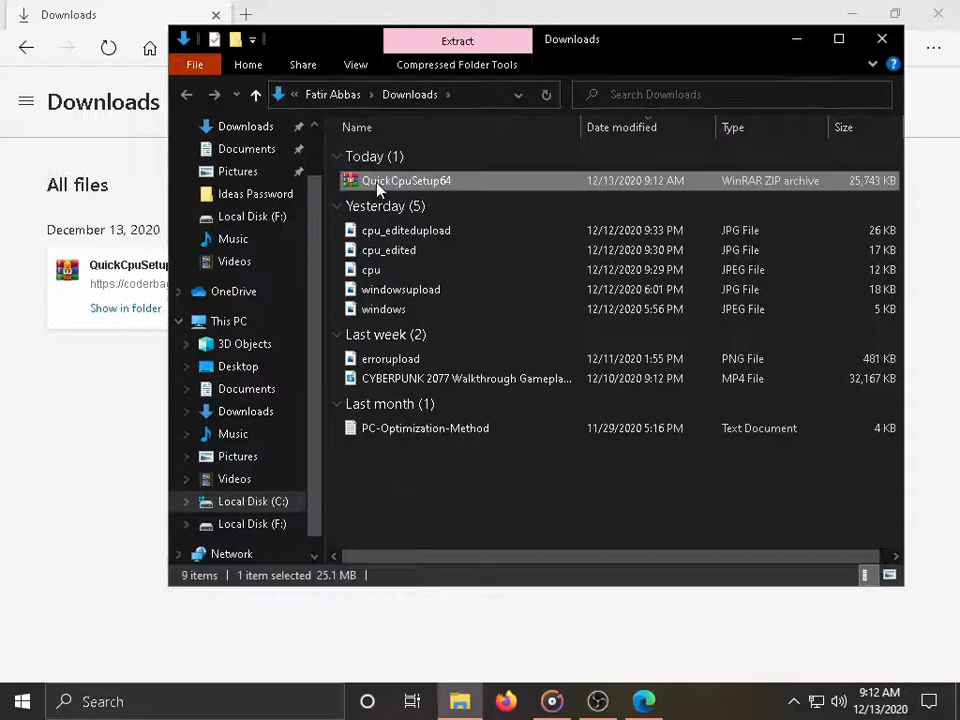 Downloads
Extract
Downloads
File
Home
Share
View
Compressed Folder Tools
« Fatir Abbas > Downloads >
Search Downloads
Downloads
All files
December 13, 2020
QuickCpuSetup
https://coderba
Show in folder
Downloads
Documents
Pictures
Ideas Password
Local Disk (F:)
Music
Videos
OneDrive
This PC
3D Objects
Desktop
Documents
Downloads
Music
Pictures
Videos
Local Disk (C:)
Local Disk (F:)
Network
Name Date modified Type Size
Today (1)
QuickCpuSetup64 12/13/2020 9:12 AM WinRAR ZIP archive 25,743 KB
Yesterday (5)
cpu_editedupload 12/12/2020 9:33 PM JPG File 26 KB
cpu_edited 12/12/2020 9:30 PM JPG File 17 KB
cpu 12/12/2020 9:29 PM JPEG File 12 KB
windowsupload 12/12/2020 6:01 PM JPG File 18 KB
windows 12/12/2020 5:56 PM JPEG File 5 KB
Last week (2)
errorupload 12/11/2020 1:55 PM PNG File 481 KB
CYBERPUNK 2077 Walkthrough Gamepla... 12/10/2020 9:12 PM MP4 File 32,167 KB
Last month (1)
PC-Optimization-Method 11/29/2020 5:16 PM Text Document 4 KB
9 items 1 item selected 25.1 MB
Search
9:12 AM
12/13/2020